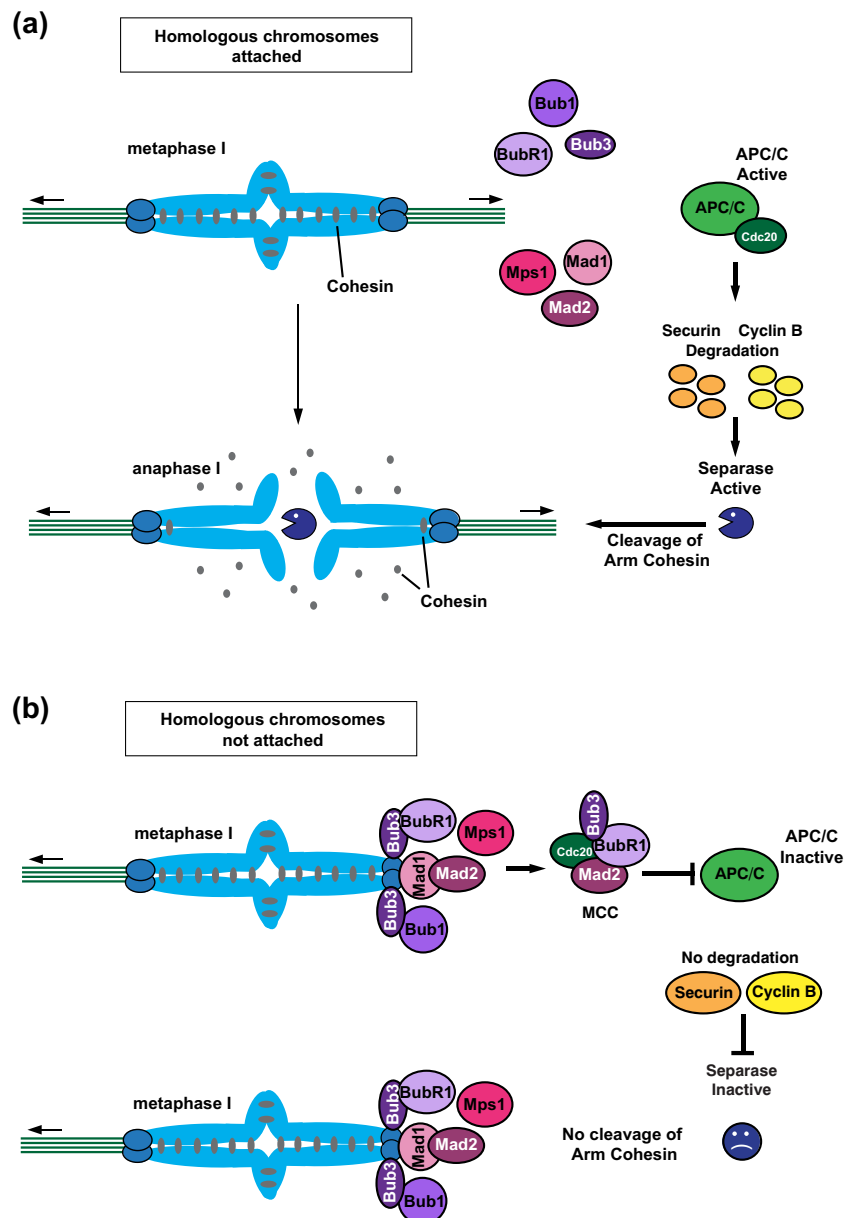 (a)
Homologous chromosomes
attached
metaphase I
Bub1
BubR1
Bub3
APC/C
Active
APC/C
Cdc20
Mps1
Mad1
Mad2
Cohesin
Securin Cyclin B
Degradation
anaphase I
Separase
Active
Cleavage of
Arm Cohesin
Cohesin
(b)
Homologous chromosomes
not attached
metaphase I
Bub3
BubR1
Mps1
Mad1
Mad2
Bub3
Bub1
Bub3
Cdc20
BubR1
Mad2
MCC
APC/C
Inactive
APC/C
No degradation
Securin Cyclin B
Separase
Inactive
metaphase I
Bub3
BubR1
Mps1
Mad1
Mad2
Bub3
Bub1
No cleavage of
Arm Cohesin